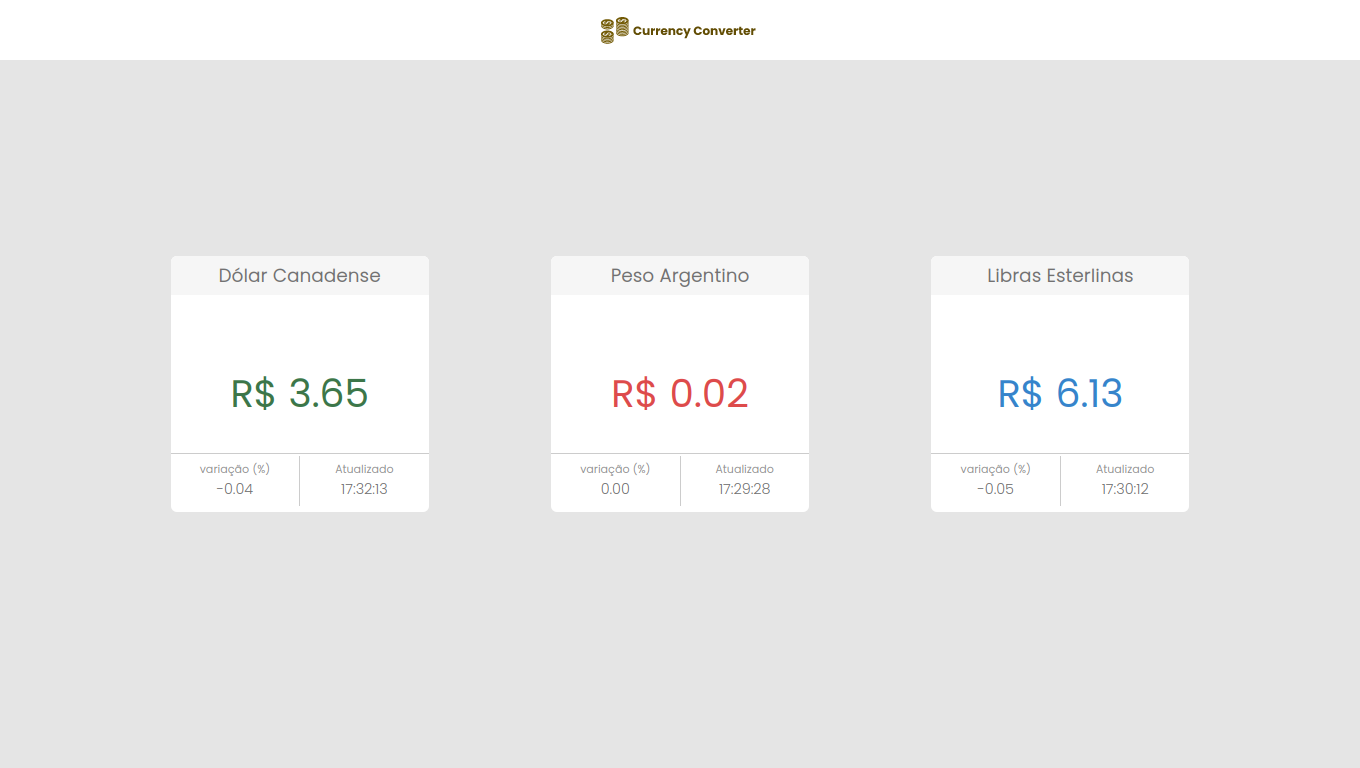 Currency Converter
Dólar Canadense
R$ 3.65
variação (%)
-0.04
Atualizado
17:32:13
Peso Argentino
R$ 0.02
variação (%)
0.00
Atualizado
17:29:28
Libras Esterlinas
R$ 6.13
variação (%)
-0.05
Atualizado
17:30:12